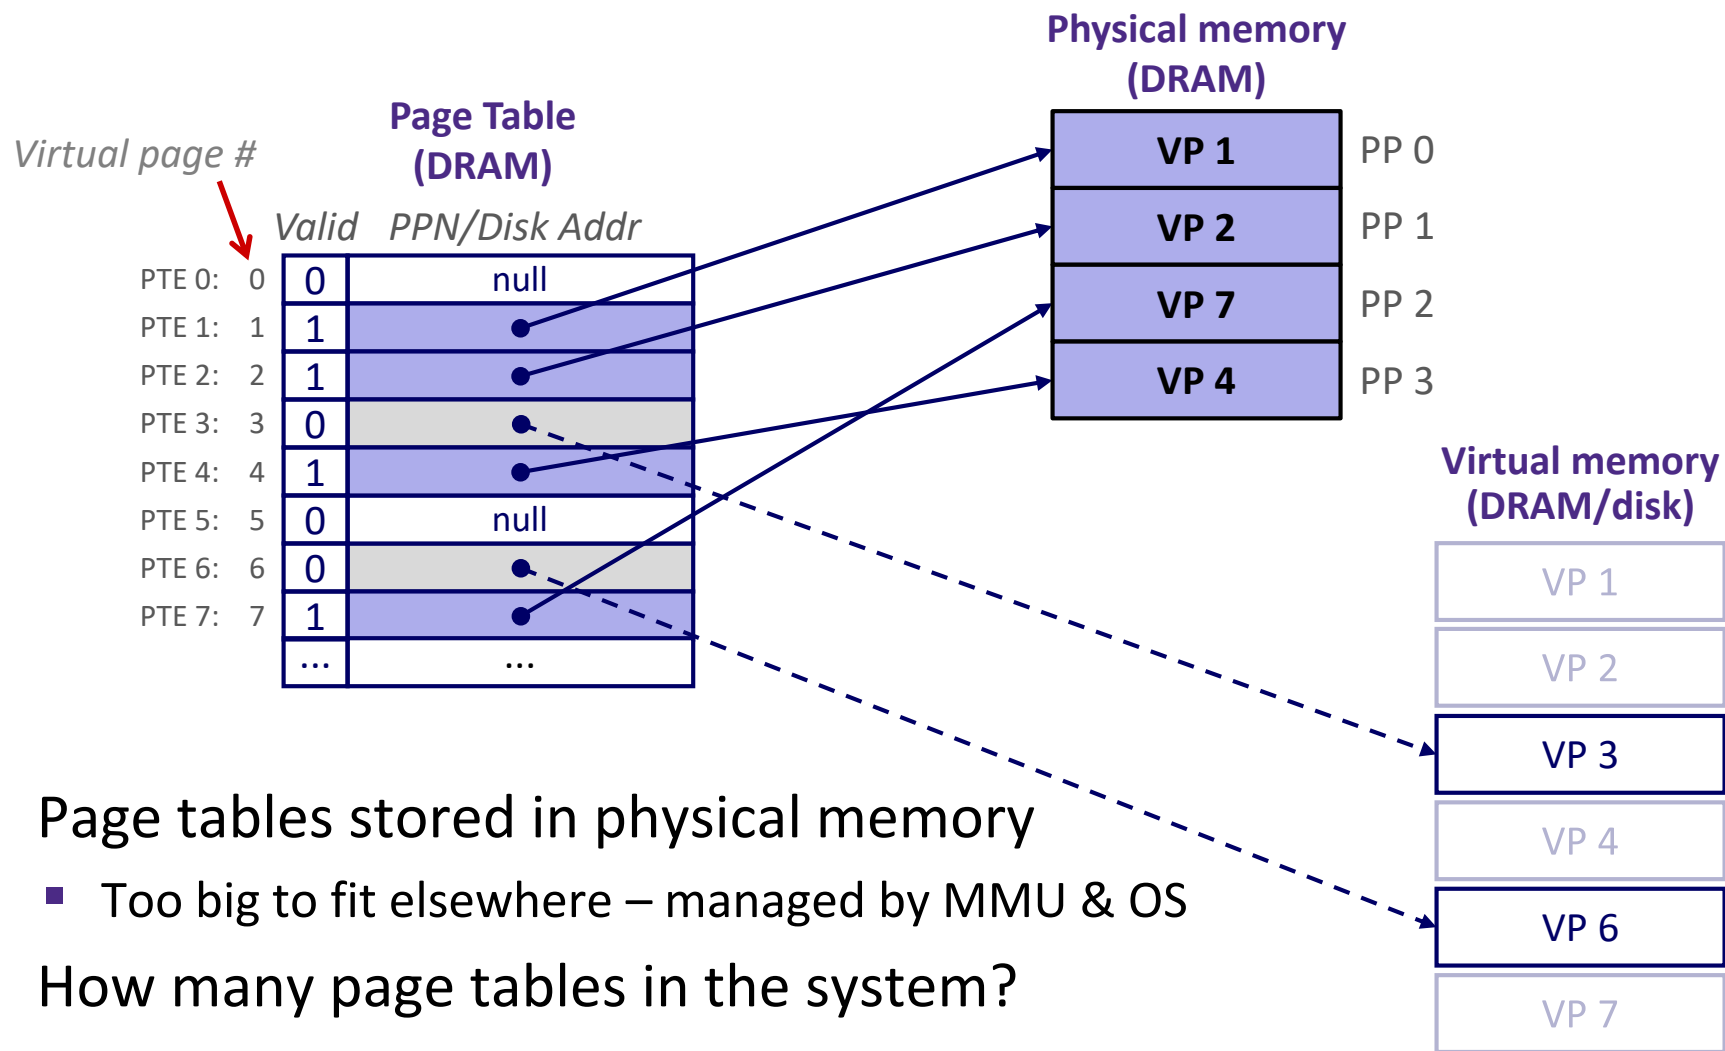 Physical memory
(DRAM)
Page Table
(DRAM)
Virtual page #
Valid PPN/Disk Addr
VP 1 PP 0
VP 2 PP 1
VP 7 PP 2
VP 4 PP 3
PTE 0: 0 0 null
PTE 1: 1 1
PTE 2: 2 1
PTE 3: 3 0
PTE 4: 4 1
PTE 5: 5 0 null
PTE 6: 6 0
PTE 7: 7 1
... ...
Virtual memory
(DRAM/disk)
VP 1
VP 2
VP 3
VP 4
VP 6
VP 7
Page tables stored in physical memory
▪ Too big to fit elsewhere – managed by MMU & OS
How many page tables in the system?